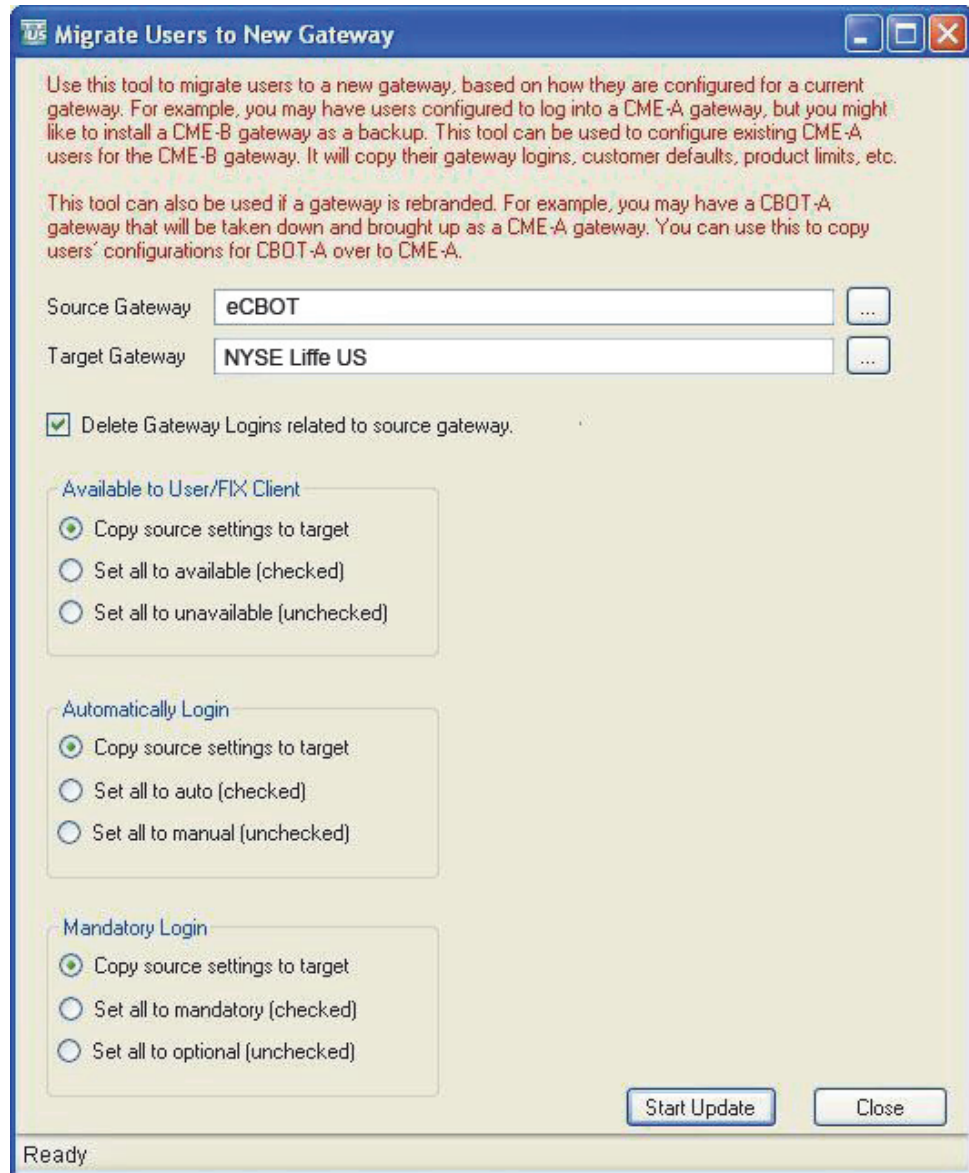 TUS Migrate Users to New Gateway
Use this tool to migrate users to a new gateway, based on how they are configured for a current
gateway. For example, you may have users configured to log into a CME-A gateway, but you might
like to install a CME-B gateway as a backup. This tool can be used to configure existing CME-A
users for the CME-B gateway. It will copy their gateway logins, customer defaults, product limits, etc.
This tool can also be used if a gateway is rebranded. For example, you may have a CBOT-A
gateway that will be taken down and brought up as a CME-A gateway. You can use this to copy
users' configurations for CBOT-A over to CME-A.
Source Gateway eCBOT ...
Target Gateway NYSE Liffe US ...
Delete Gateway Logins related to source gateway.
Available to User/FIX Client
Copy source settings to target
Set all to available (checked)
Set all to unavailable (unchecked)
Automatically Login
Copy source settings to target
Set all to auto (checked)
Set all to manual (unchecked)
Mandatory Login
Copy source settings to target
Set all to mandatory (checked)
Set all to optional (unchecked)
Start Update Close
Ready